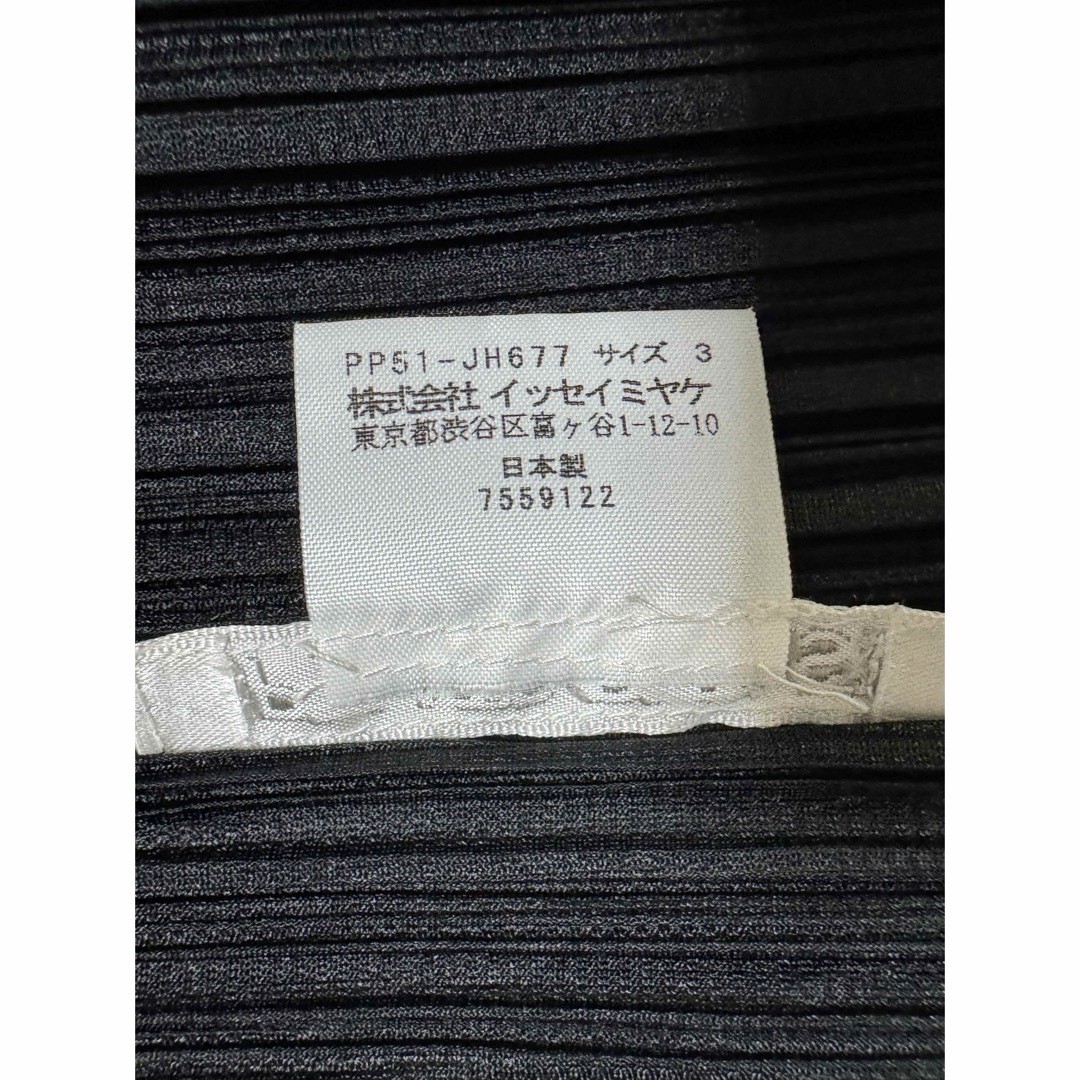 PP51-JH677 サイズ 3
株式会社 イッセイミヤケ
東京都渋谷区富ヶ谷1-12-10
日本製
7559122